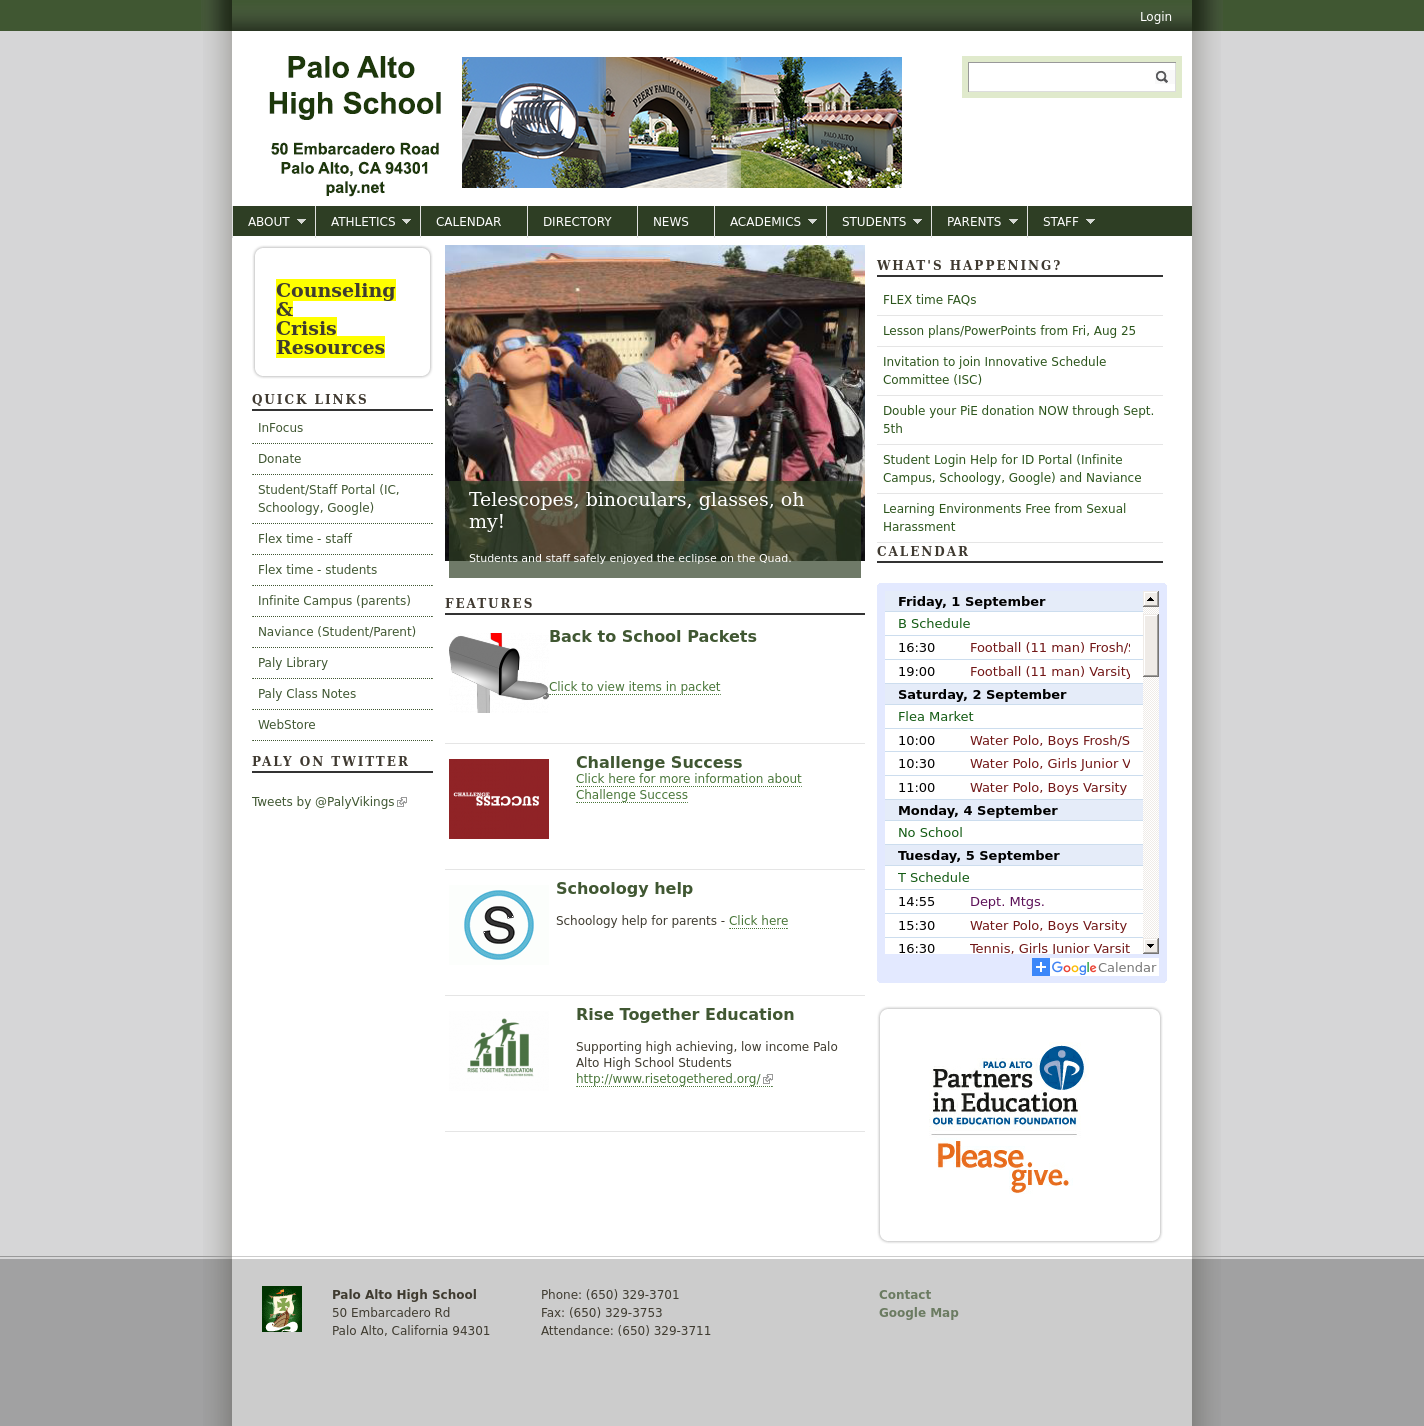 Login
Palo Alto
High School
50 Embarcadero Road
Palo Alto, CA 94301
paly.net
PEERY FAMILY CENTER
PALO ALTO
HIGH SCHOOL
ABOUT ATHLETICS CALENDAR DIRECTORY NEWS ACADEMICS STUDENTS PARENTS STAFF
Counseling
&
Crisis
Resources
QUICK LINKS
InFocus
Donate
Student/Staff Portal (IC,
Schoology, Google)
Flex time - staff
Flex time - students
Infinite Campus (parents)
Naviance (Student/Parent)
Paly Library
Paly Class Notes
WebStore
PALY ON TWITTER
Tweets by @PalyVikings
STANFORD
Telescopes, binoculars, glasses, oh
my!
Students and staff safely enjoyed the eclipse on the Quad.
FEATURES
Back to School Packets
Click to view items in packet
CHALLENGE SUCCESS
Challenge Success
Click here for more information about
Challenge Success
S
Schoology help
Schoology help for parents - Click here
RISE TOGETHER EDUCATION
Rise Together Education
Supporting high achieving, low income Palo
Alto High School Students
http://www.risetogethered.org/
WHAT'S HAPPENING?
FLEX time FAQs
Lesson plans/PowerPoints from Fri, Aug 25
Invitation to join Innovative Schedule
Committee (ISC)
Double your PiE donation NOW through Sept.
5th
Student Login Help for ID Portal (Infinite
Campus, Schoology, Google) and Naviance
Learning Environments Free from Sexual
Harassment
CALENDAR
Friday, 1 September
B Schedule
16:30 Football (11 man) Frosh/S
19:00 Football (11 man) Varsity
Saturday, 2 September
Flea Market
10:00 Water Polo, Boys Frosh/S
10:30 Water Polo, Girls Junior V
11:00 Water Polo, Boys Varsity
Monday, 4 September
No School
Tuesday, 5 September
T Schedule
14:55 Dept. Mtgs.
15:30 Water Polo, Boys Varsity
16:30 Tennis, Girls Junior Varsit
Google Calendar
PALO ALTO
Partners
in Education
OUR EDUCATION FOUNDATION
Please
give.
Palo Alto High School
50 Embarcadero Rd
Palo Alto, California 94301
Phone: (650) 329-3701
Fax: (650) 329-3753
Attendance: (650) 329-3711
Contact
Google Map